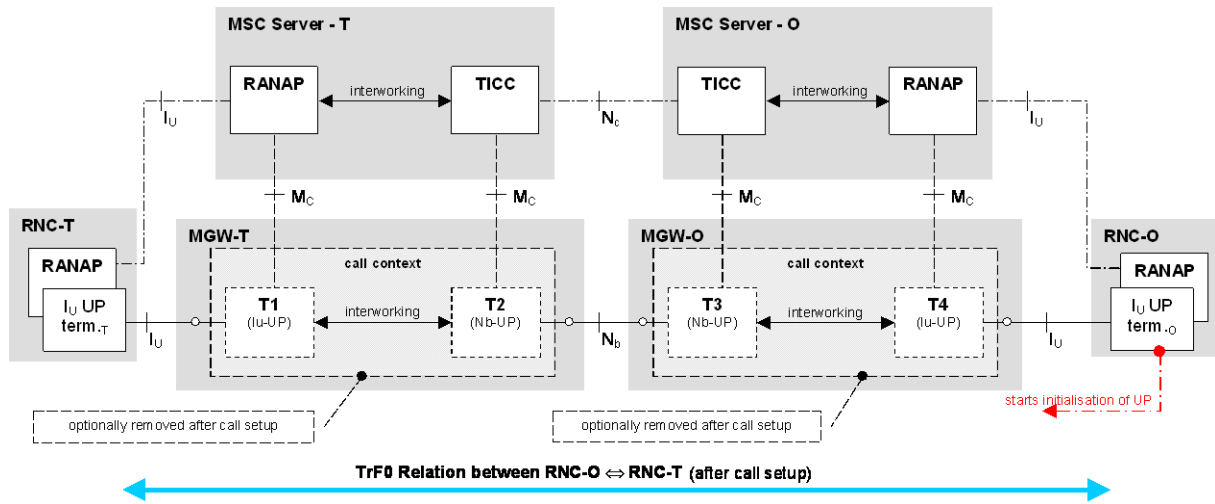 MSC Server - T
MSC Server - O
RANAP
interworking
TICC
TICC
interworking
RANAP
IU
NC
IU
MC
MC
MC
MC
RNC-T
MGW-T
MGW-O
RNC-O
RANAP
call context
call context
RANAP
IU UP
term.T
T1
(Iu-UP)
interworking
T2
(Nb-UP)
T3
(Nb-UP)
interworking
T4
(Iu-UP)
IU UP
term.O
IU
Nb
IU
starts initialisation of UP
optionally removed after call setup
optionally removed after call setup
TrF0 Relation between RNC-O ⇔ RNC-T (after call setup)